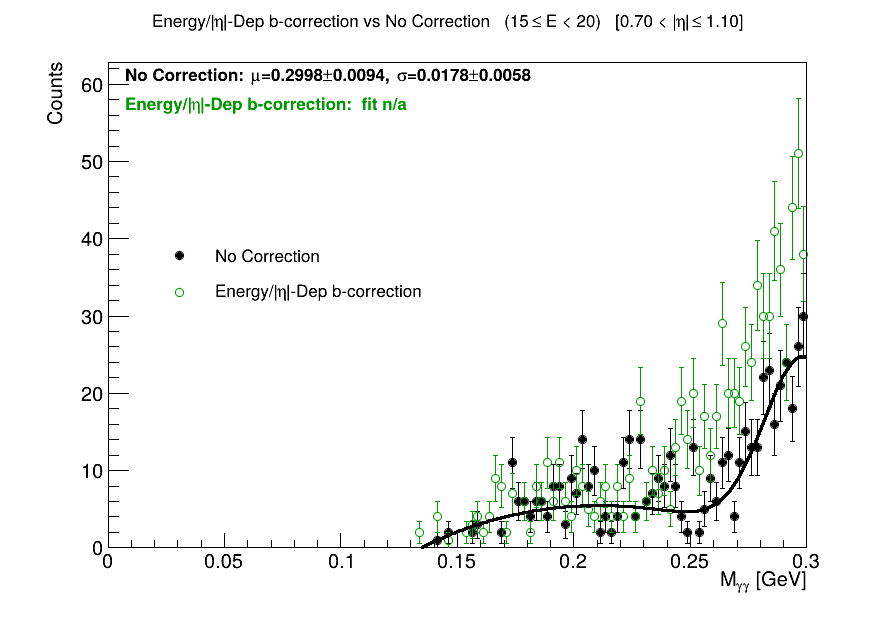 Energy/|η|-Dep b-correction vs No Correction (15 ≤ E < 20) [0.70 < |η| ≤ 1.10]
Counts
No Correction: μ=0.2998±0.0094, σ=0.0178±0.0058
Energy/|η|-Dep b-correction: fit n/a
No Correction
Energy/|η|-Dep b-correction
60
50
40
30
20
10
0
0 0.05 0.1 0.15 0.2 0.25 0.3
Mγγ [GeV]